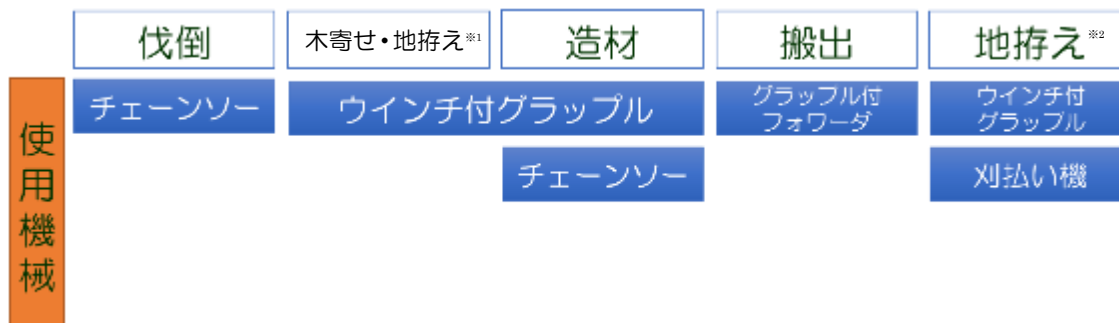 伐倒
木寄せ・地拵え※1
造材
搬出
地拵え※2
使用機械
チェーンソー
ウインチ付グラップル
グラップル付
フォワーダ
ウインチ付
グラップル
チェーンソー
刈払い機